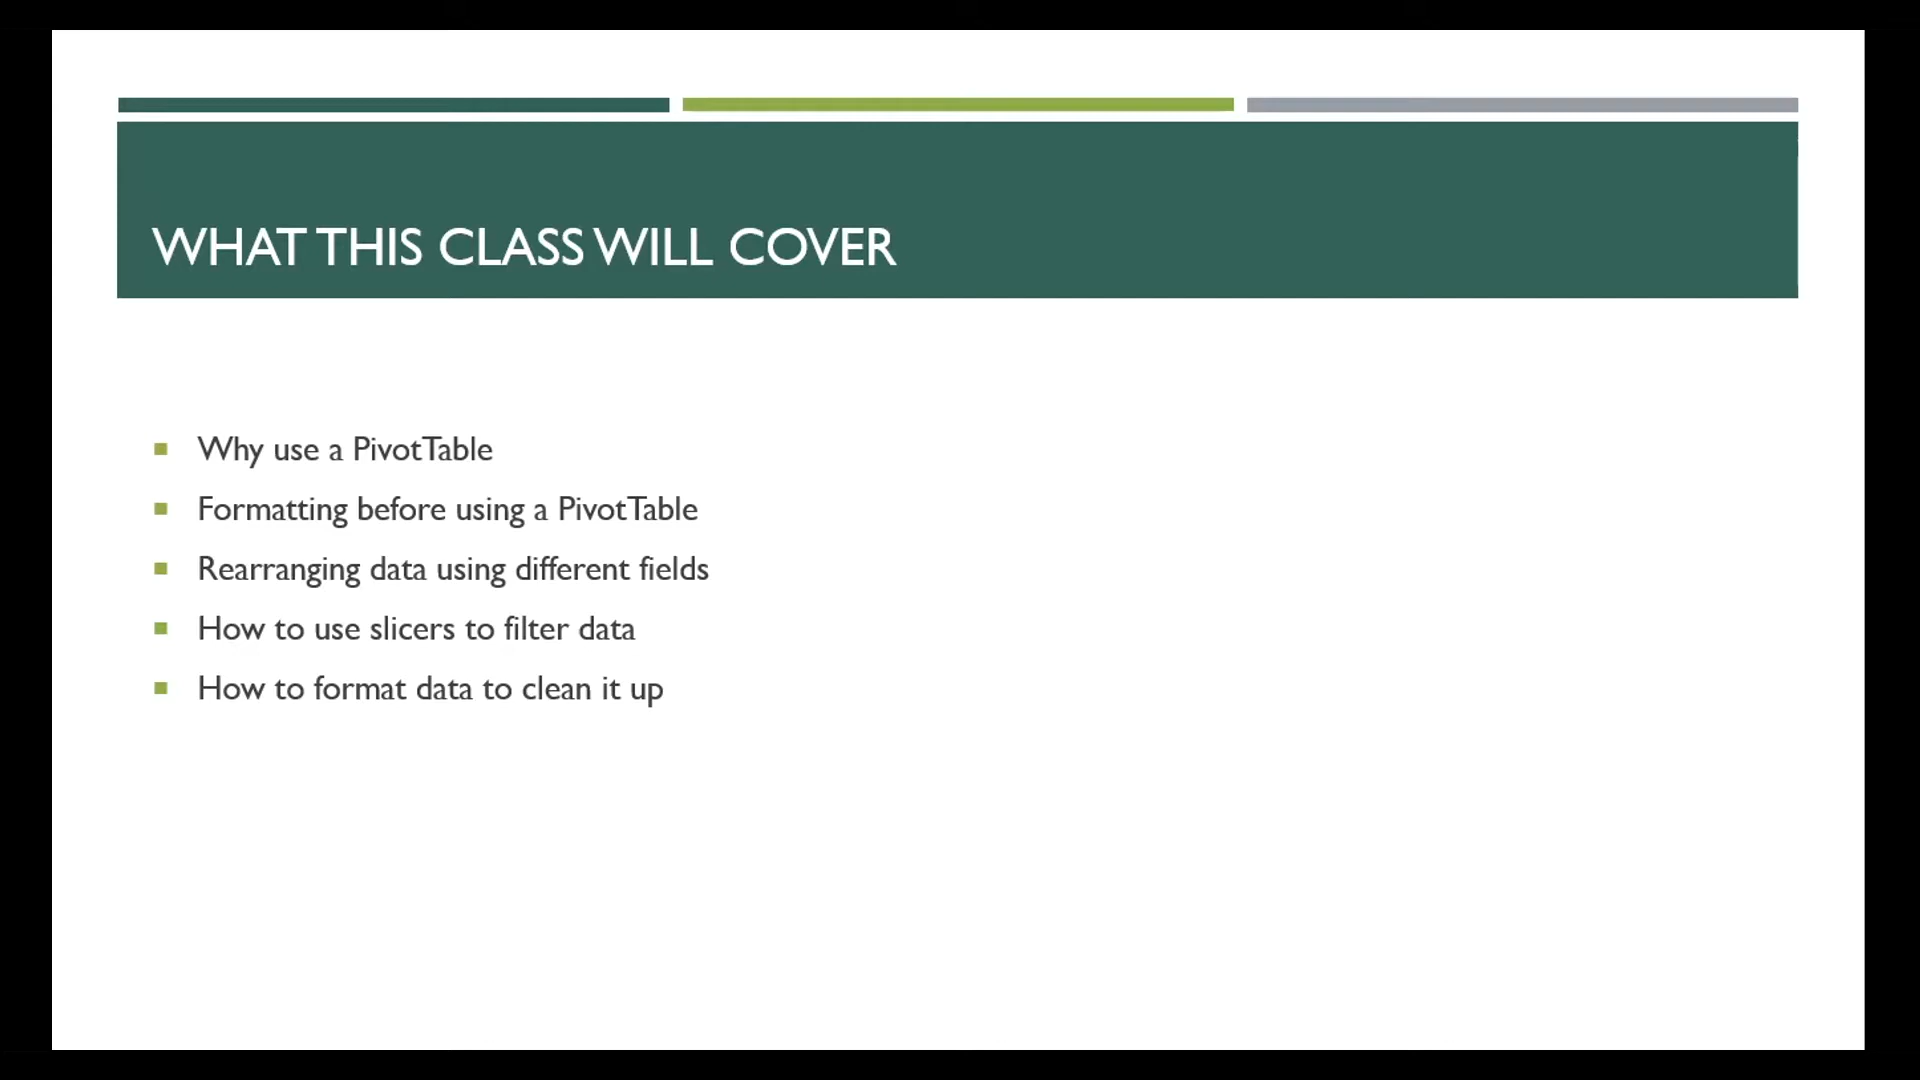 WHAT THIS CLASS WILL COVER
Why use a PivotTable
Formatting before using a PivotTable
Rearranging data using different fields
How to use slicers to filter data
How to format data to clean it up